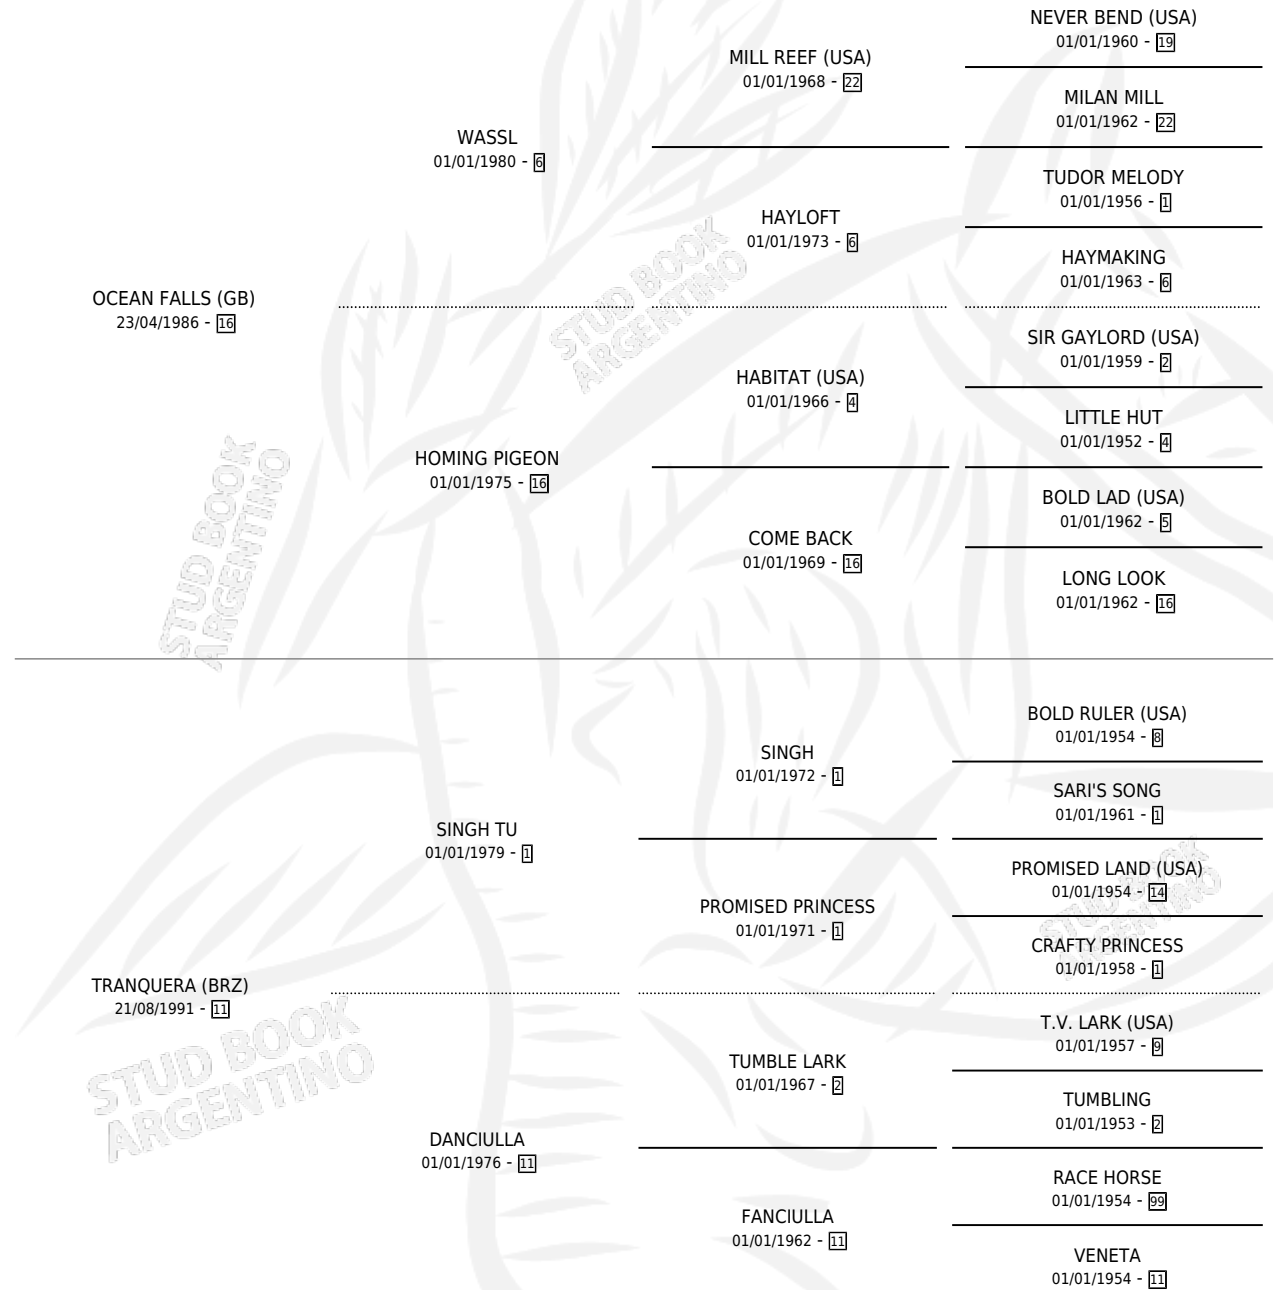 NEVER BEND (USA)
01/01/1960 - 19
MILL REEF (USA)
01/01/1968 - 22
MILAN MILL
01/01/1962 - 22
WASSL
01/01/1980 - 6
TUDOR MELODY
01/01/1956 - 1
HAYLOFT
01/01/1973 - 6
HAYMAKING
01/01/1963 - 6
OCEAN FALLS (GB)
23/04/1986 - 16
STUD BOOK
ARGENTINO
SIR GAYLORD (USA)
01/01/1959 - 2
HABITAT (USA)
01/01/1966 - 4
LITTLE HUT
01/01/1952 - 4
HOMING PIGEON
01/01/1975 - 16
BOLD LAD (USA)
01/01/1962 - 5
COME BACK
01/01/1969 - 16
LONG LOOK
01/01/1962 - 16
STUD BOOK
ARGENTINO
BOLD RULER (USA)
01/01/1954 - 8
SINGH
01/01/1972 - 1
SARI'S SONG
01/01/1961 - 1
SINGH TU
01/01/1979 - 1
PROMISED LAND (USA)
01/01/1954 - 14
PROMISED PRINCESS
01/01/1971 - 1
CRAFTY PRINCESS
01/01/1958 - 1
STUD BOOK
ARGENTINO
TRANQUERA (BRZ)
21/08/1991 - 11
STUD BOOK
ARGENTINO
T.V. LARK (USA)
01/01/1957 - 9
TUMBLE LARK
01/01/1967 - 2
TUMBLING
01/01/1953 - 2
DANCIULLA
01/01/1976 - 11
RACE HORSE
01/01/1954 - 99
FANCIULLA
01/01/1962 - 11
VENETA
01/01/1954 - 11